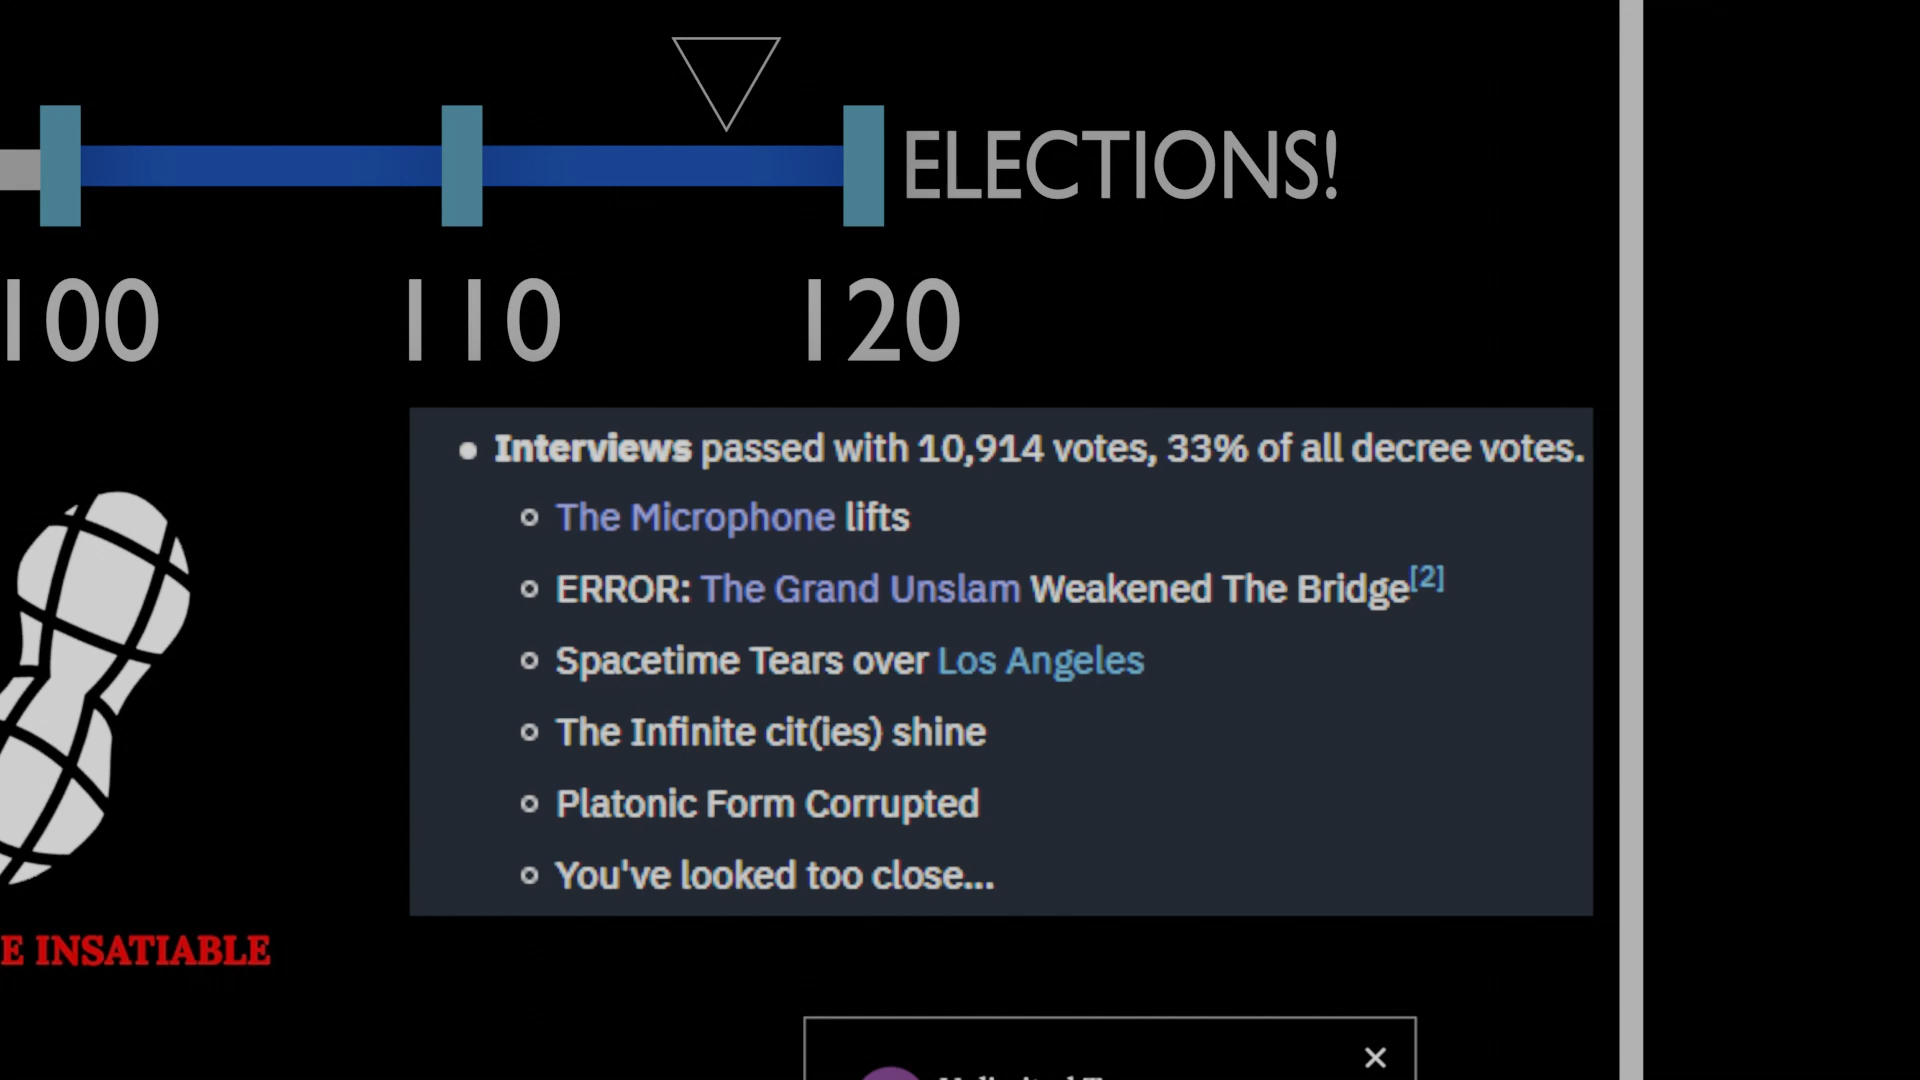 ELECTIONS!
100 110 120
Interviews passed with 10,914 votes, 33% of all decree votes.
The Microphone lifts
ERROR: The Grand Unslam Weakened The Bridge[2]
Spacetime Tears over Los Angeles
The Infinite cit(ies) shine
Platonic Form Corrupted
You've looked too close...
E INSATIABLE